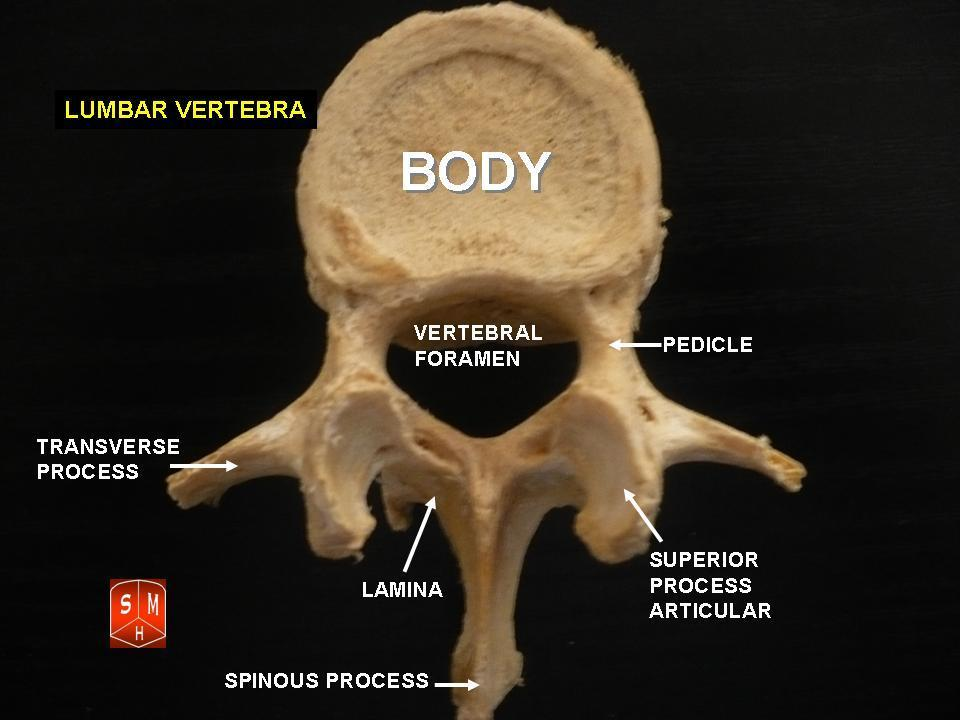 LUMBAR VERTEBRA
BODY
VERTEBRAL
FORAMEN
PEDICLE
TRANSVERSE
PROCESS
LAMINA
SUPERIOR
PROCESS
ARTICULAR
SPINOUS PROCESS
S M
H